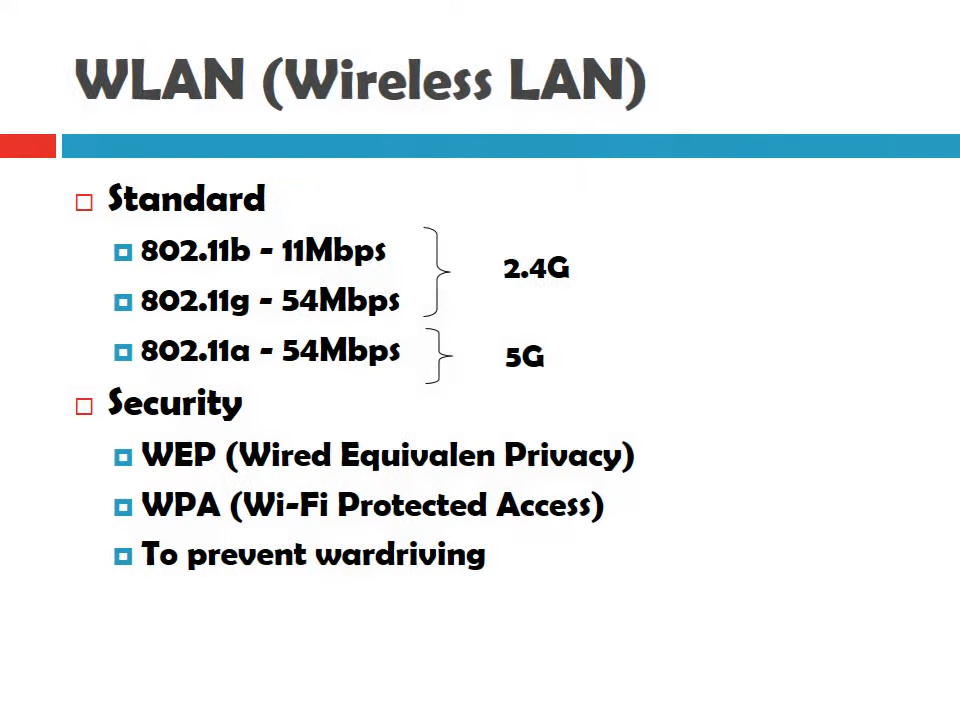 WLAN (Wireless LAN)
Standard
802.11b - 11Mbps
802.11g - 54Mbps
2.4G
802.11a - 54Mbps
5G
Security
WEP (Wired Equivalen Privacy)
WPA (Wi-Fi Protected Access)
To prevent wardriving